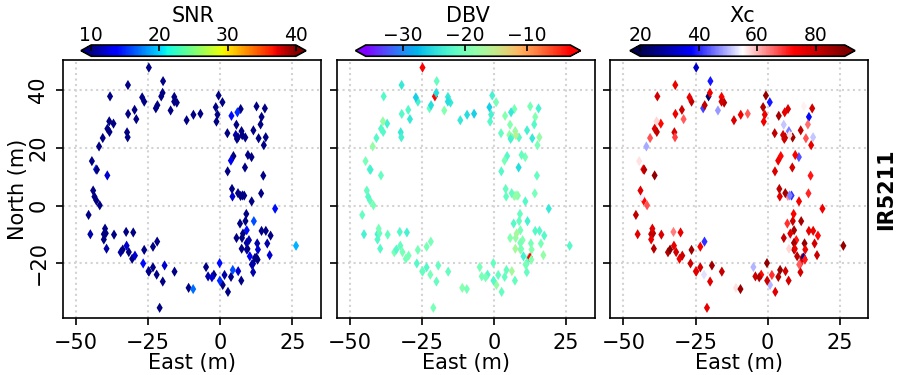 SNR DBV Xc
10 20 30 40 −30 −20 −10 20 40 60 80
40
20
0
−20
North (m)
IR5211
−50 −25 0 25 −50 −25 0 25 −50 −25 0 25
East (m) East (m) East (m)